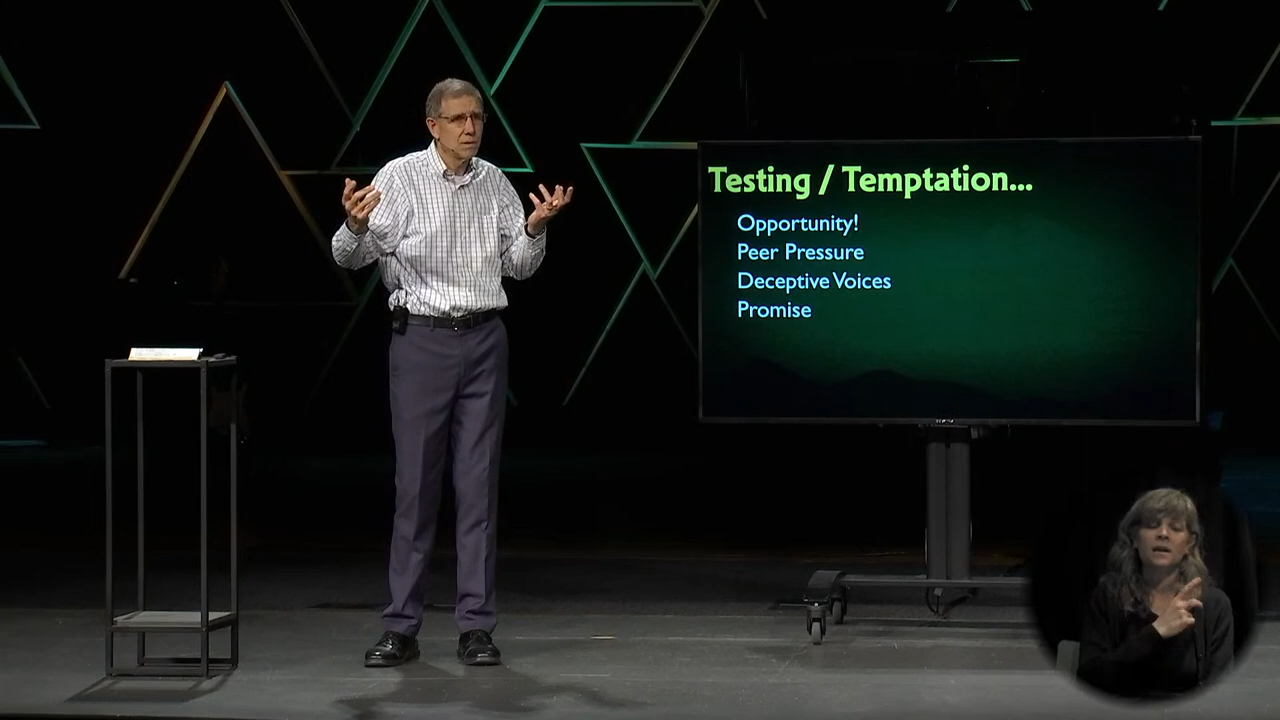 Testing / Temptation...
Opportunity!
Peer Pressure
Deceptive Voices
Promise